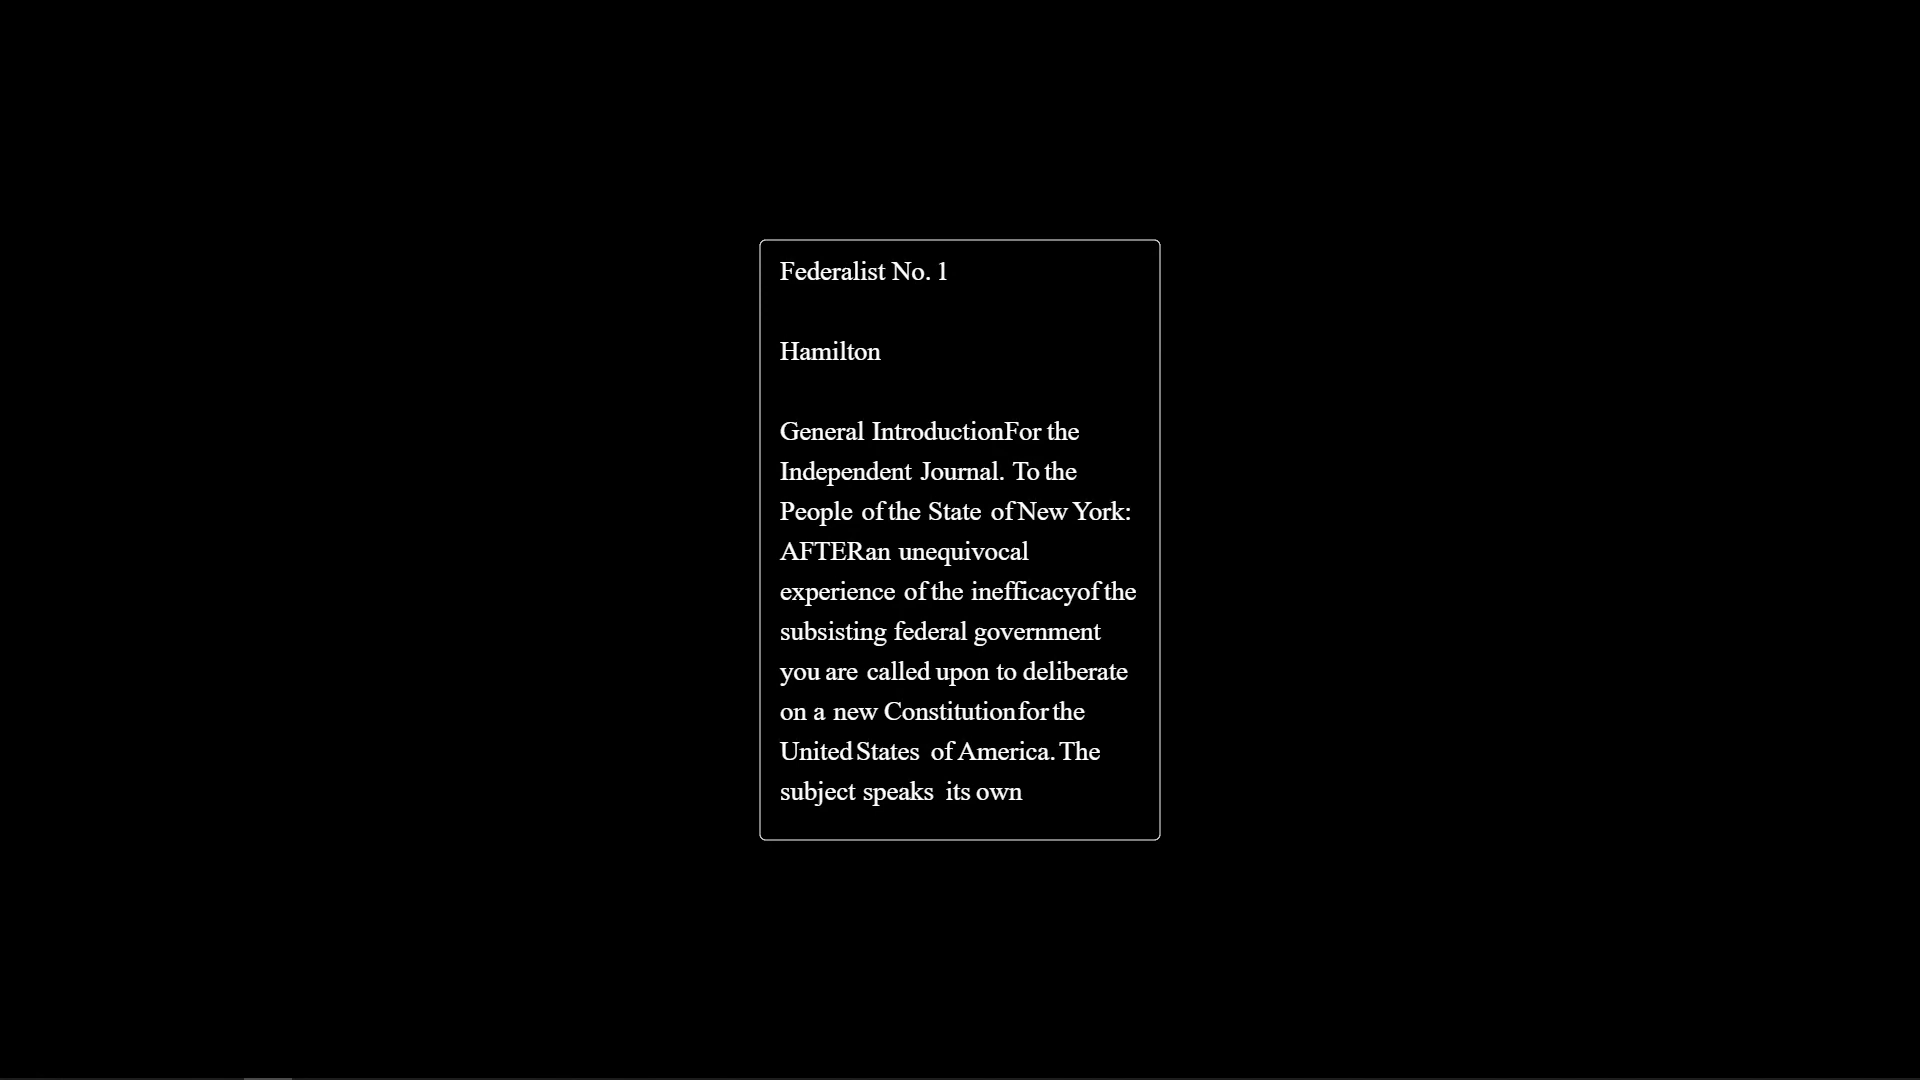 Federalist No. 1
Hamilton
General IntroductionFor the
Independent Journal. To the
People of the State of New York:
AFTERan unequivocal
experience of the inefficacyof the
subsisting federal government
you are called upon to deliberate
on a new Constitutionfor the
United States of America. The
subject speaks its own